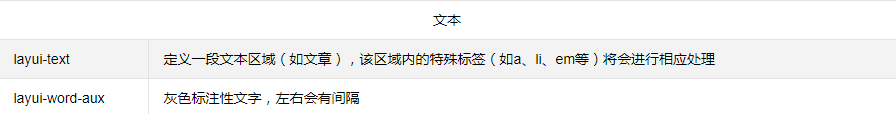 文本
layui-text 定义一段文本区域（如文章），该区域内的特殊标签（如a、li、em等）将会进行相应处理
layui-word-aux 灰色标注性文字，左右会有间隔